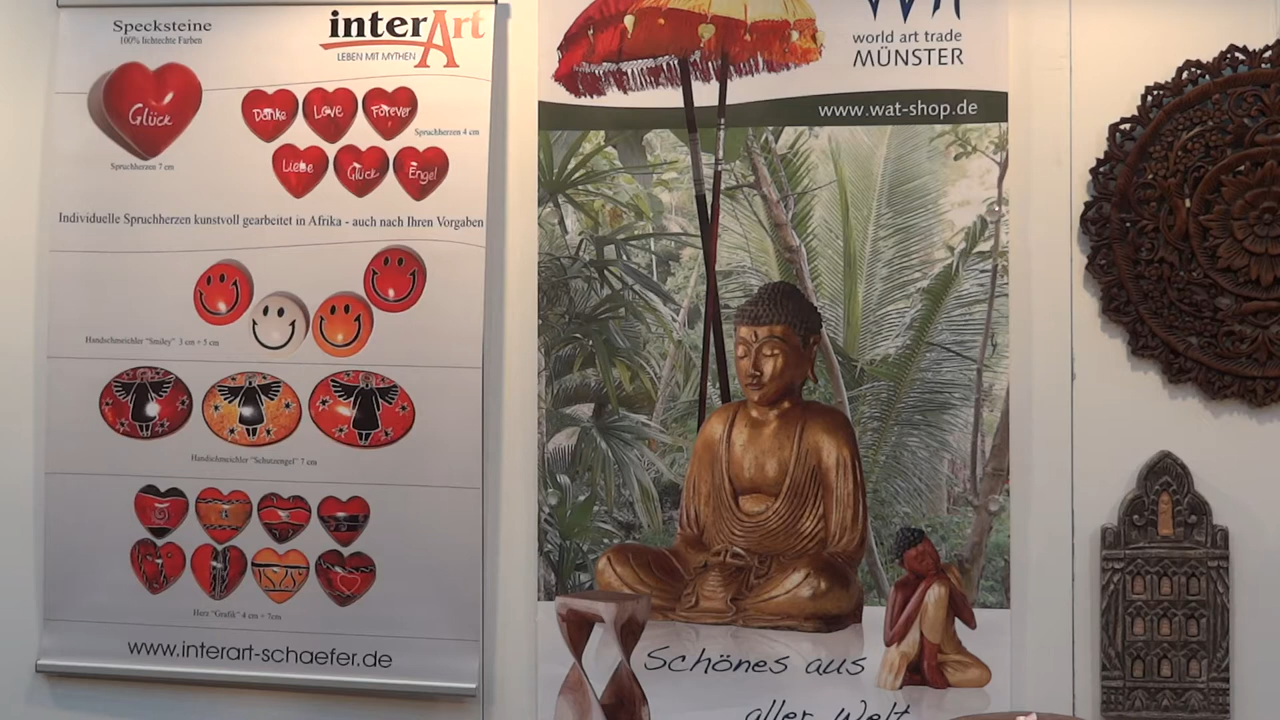 Specksteine
100% lichtechte Farben
interArt
LEBEN MIT MYTHEN
Glück
Danke
Love
Forever
Spruchherzen 4 cm
Liebe
Glück
Engel
Spruchherzen 7 cm
Individuelle Spruchherzen kunstvoll gearbeitet in Afrika - auch nach Ihren Vorgaben
Handschmeichler "Smiley" 3 cm + 5 cm
Handschmeichler "Schutzengel" 7 cm
Herz "Grafik" 4 cm + 7cm
www.interart-schaefer.de
world art trade
MÜNSTER
www.wat-shop.de
Schönes aus
aller Welt